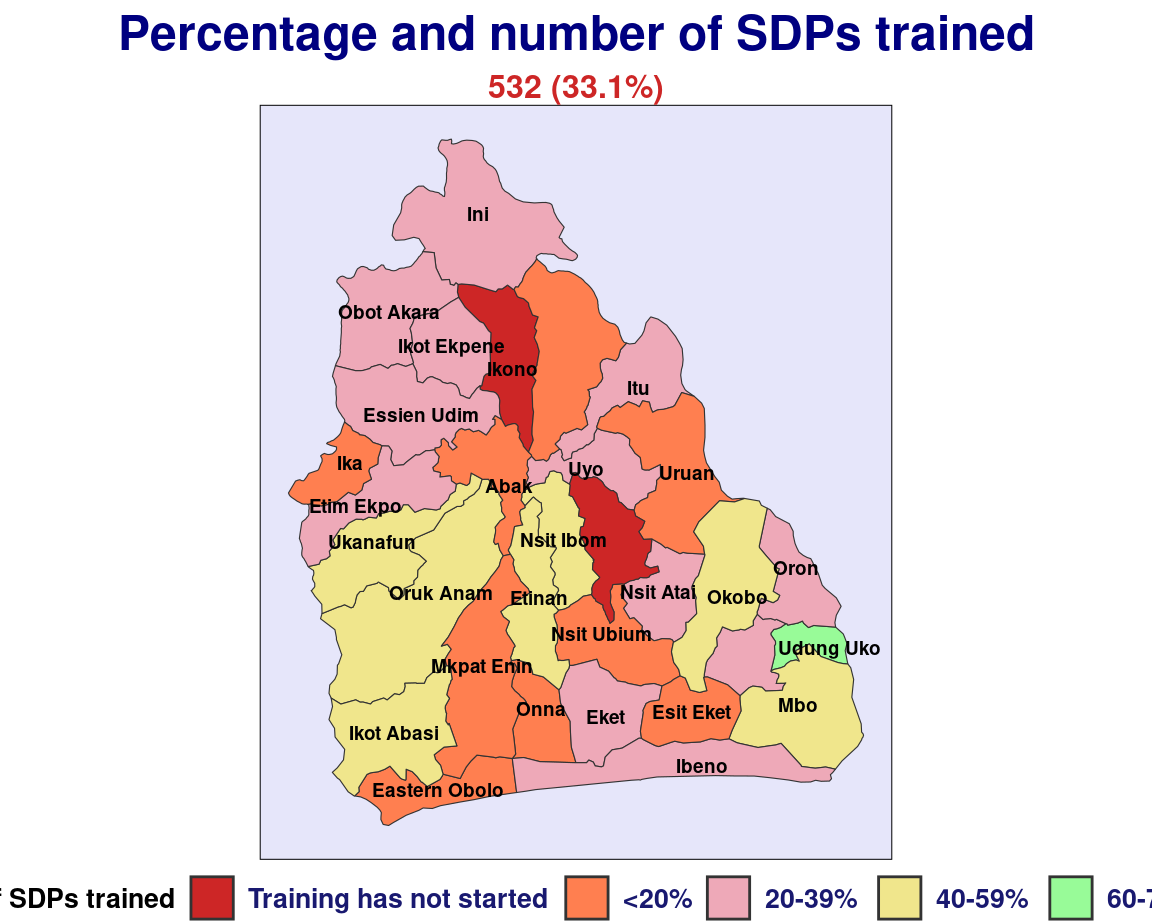 Percentage and number of SDPs trained
532 (33.1%)
Ini
Obot Akara
Ikot Ekpene
Ikono
Itu
Essien Udim
Ika
Uyo
Uruan
Abak
Etim Ekpo
Ukanafun
Nsit Ibom
Oron
Oruk Anam
Etinan
Nsit Atai
Okobo
Nsit Ubium
Udung Uko
Mkpat Enin
Onna
Eket
Esit Eket
Mbo
Ikot Abasi
Ibeno
Eastern Obolo
f SDPs trained Training has not started <20% 20-39% 40-59% 60-7